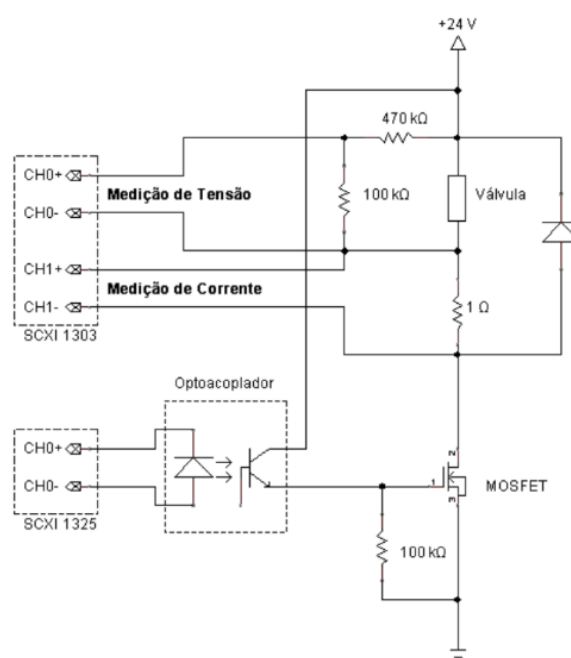 +24 V
470 kΩ
CH0+
Medição de Tensão
100 kΩ
Válvula
CH0-
CH1+
Medição de Corrente
CH1-
1 Ω
SCXI 1303
Optoacoplador
CH0+
2
CH0-
1
MOSFET
3
SCXI 1325
100 kΩ